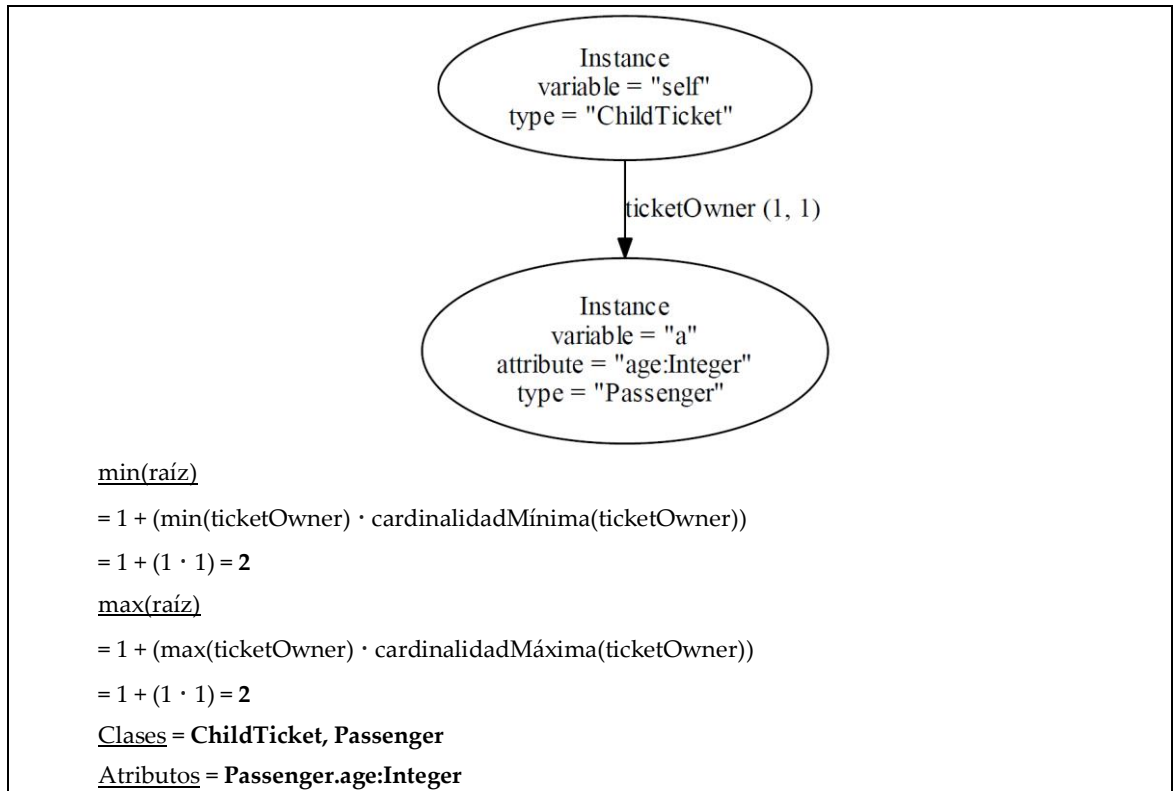 Instance
variable = "self"
type = "ChildTicket"
ticketOwner (1, 1)
Instance
variable = "a"
attribute = "age:Integer"
type = "Passenger"
min(raíz)
= 1 + (min(ticketOwner) · cardinalidadMínima(ticketOwner))
= 1 + (1 · 1) = 2
max(raíz)
= 1 + (max(ticketOwner) · cardinalidadMáxima(ticketOwner))
= 1 + (1 · 1) = 2
Clases = ChildTicket, Passenger
Atributos = Passenger.age:Integer